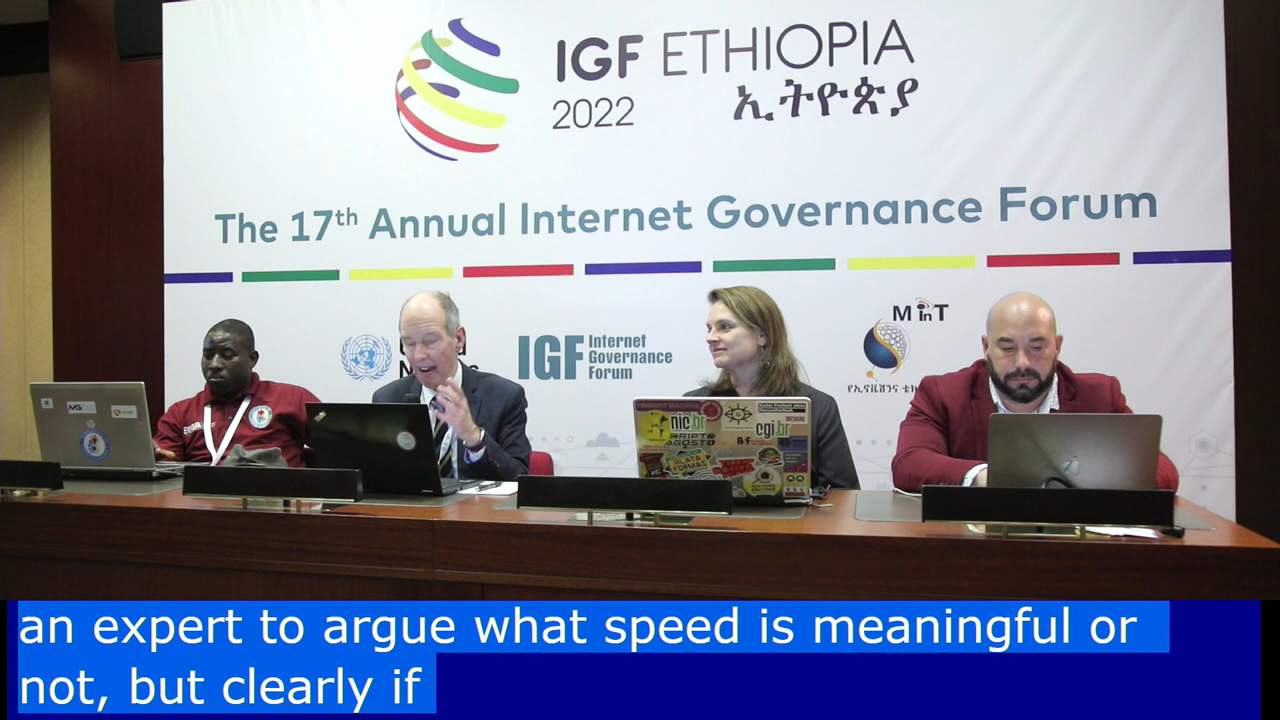 IGF ETHIOPIA
2022 ኢትዮጵያ
The 17th Annual Internet Governance Forum
IGF Internet
Governance
Forum
M in T
nic.br
cgi.br
an expert to argue what speed is meaningful or
not, but clearly if